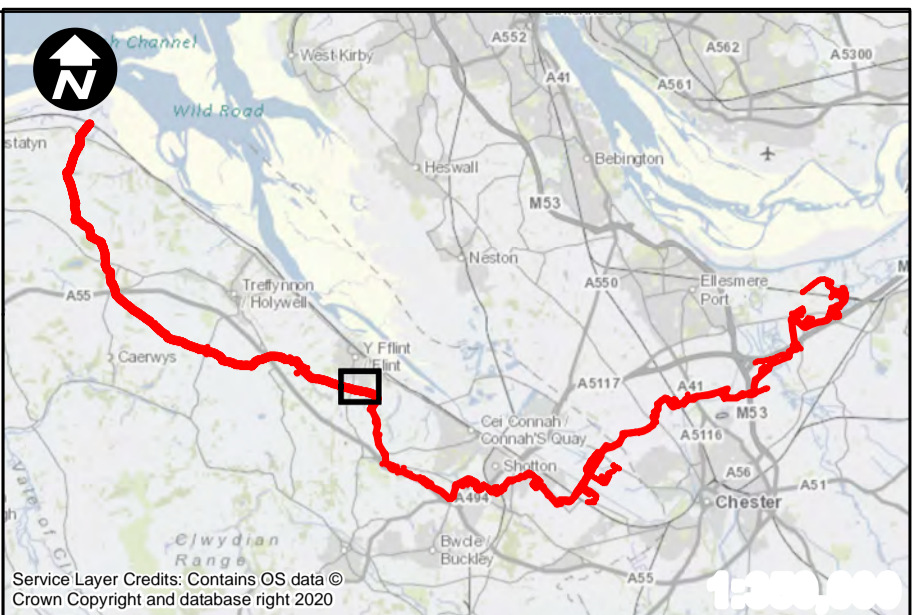 N
h Channel
West Kirby
A552
A562
A5300
A41
A561
Wild Road
statyn
Heswall
Bebington
M53
Neston
A550
Ellesmere
Port
M
Treffynnon
/ Holywell
A55
Caerwys
Y Fflint
Flint
A5117
A41
M53
Cei Connah /
Connah'S Quay
A5116
Shotton
A56
A51
A494
Chester
Clwydian
Range
Bwcle /
Buckley
A55
Service Layer Credits: Contains OS data ©
Crown Copyright and database right 2020